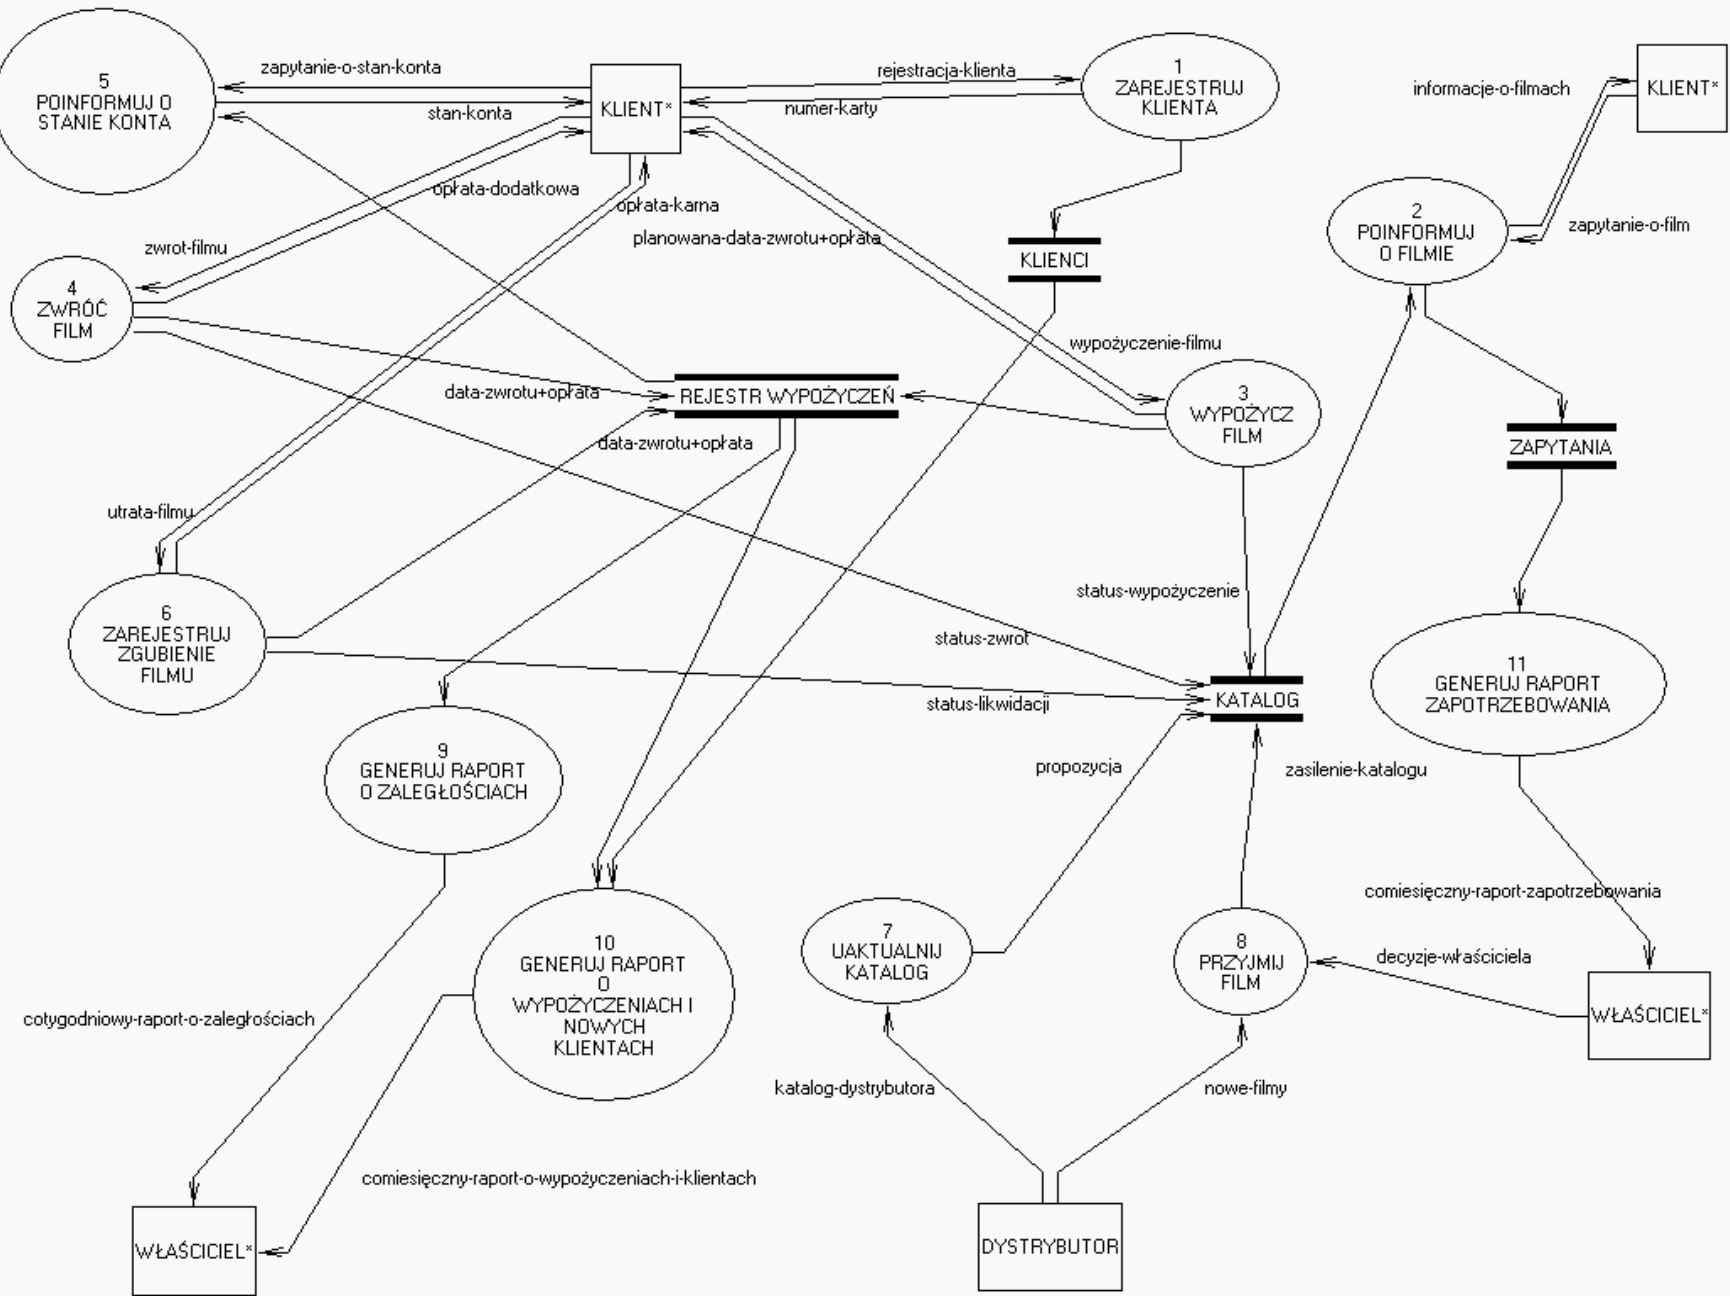 5
POINFORMUJ O
STANIE KONTA
zapytanie-o-stan-konta
stan-konta
KLIENT*
rejestracja-klienta
numer-karty
1
ZAREJESTRUJ
KLIENTA
informacje-o-filmach
KLIENT*
2
POINFORMUJ
O FILMIE
zapytanie-o-film
opłata-dodatkowa
opłata-karna
planowana-data-zwrotu+opłata
zwrot-filmu
KLIENCI
4
ZWRÓĆ
FILM
wypożyczenie-filmu
data-zwrotu+opłata
REJESTR WYPOŻYCZEŃ
3
WYPOŻYCZ
FILM
data-zwrotu+opłata
ZAPYTANIA
utrata-filmu
status-wypożyczenie
6
ZAREJESTRUJ
ZGUBIENIE
FILMU
status-zwrot
status-likwidacji
KATALOG
11
GENERUJ RAPORT
ZAPOTRZEBOWANIA
9
GENERUJ RAPORT
O ZALEGŁOŚCIACH
propozycja
zasilenie-katalogu
comiesięczny-raport-zapotrzebowania
10
GENERUJ RAPORT
O
WYPOŻYCZENIACH I
NOWYCH
KLIENTACH
7
UAKTUALNIJ
KATALOG
8
PRZYJMIJ
FILM
decyzje-właściciela
WŁAŚCICIEL*
cotygodniowy-raport-o-zaległościach
katalog-dystrybutora
nowe-filmy
comiesięczny-raport-o-wypożyczeniach-i-klientach
WŁAŚCICIEL*
DYSTRYBUTOR